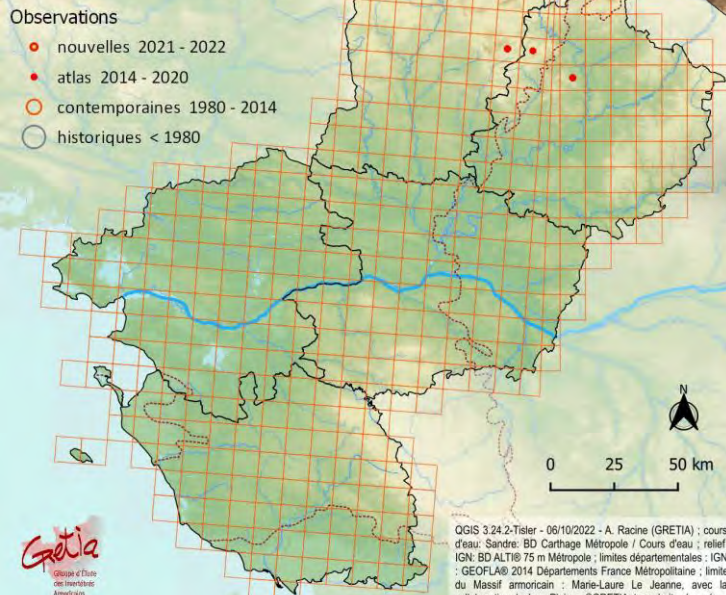 Observations
nouvelles 2021 - 2022
atlas 2014 - 2020
contemporaines 1980 - 2014
historiques < 1980
N
0 25 50 km
QGIS 3.24.2-Tisler - 06/10/2022 - A. Racine (GRETIA) ; cours
d'eau: Sandre: BD Carthage Métropole / Cours d'eau ; relief:
IGN: BD ALTI® 75 m Métropole ; limites départementales : IGN
: GEOFLA® 2014 Départements France Métropolitaine ; limite
du Massif armoricain : Marie-Laure Le Jeanne, avec la
Gretia
Groupe d'Étude
des Invertébrés
Armoricains